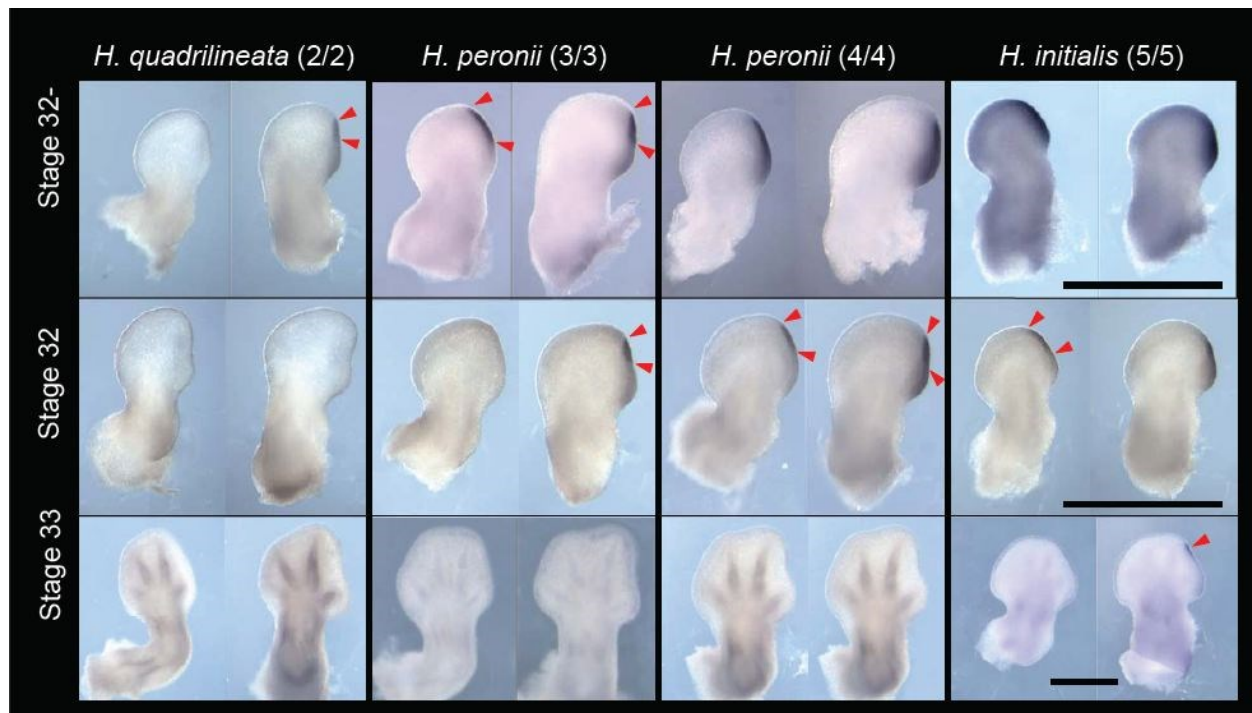 H. quadrilineata (2/2) H. peronii (3/3) H. peronii (4/4) H. initialis (5/5)
Stage 32-
Stage 32
Stage 33